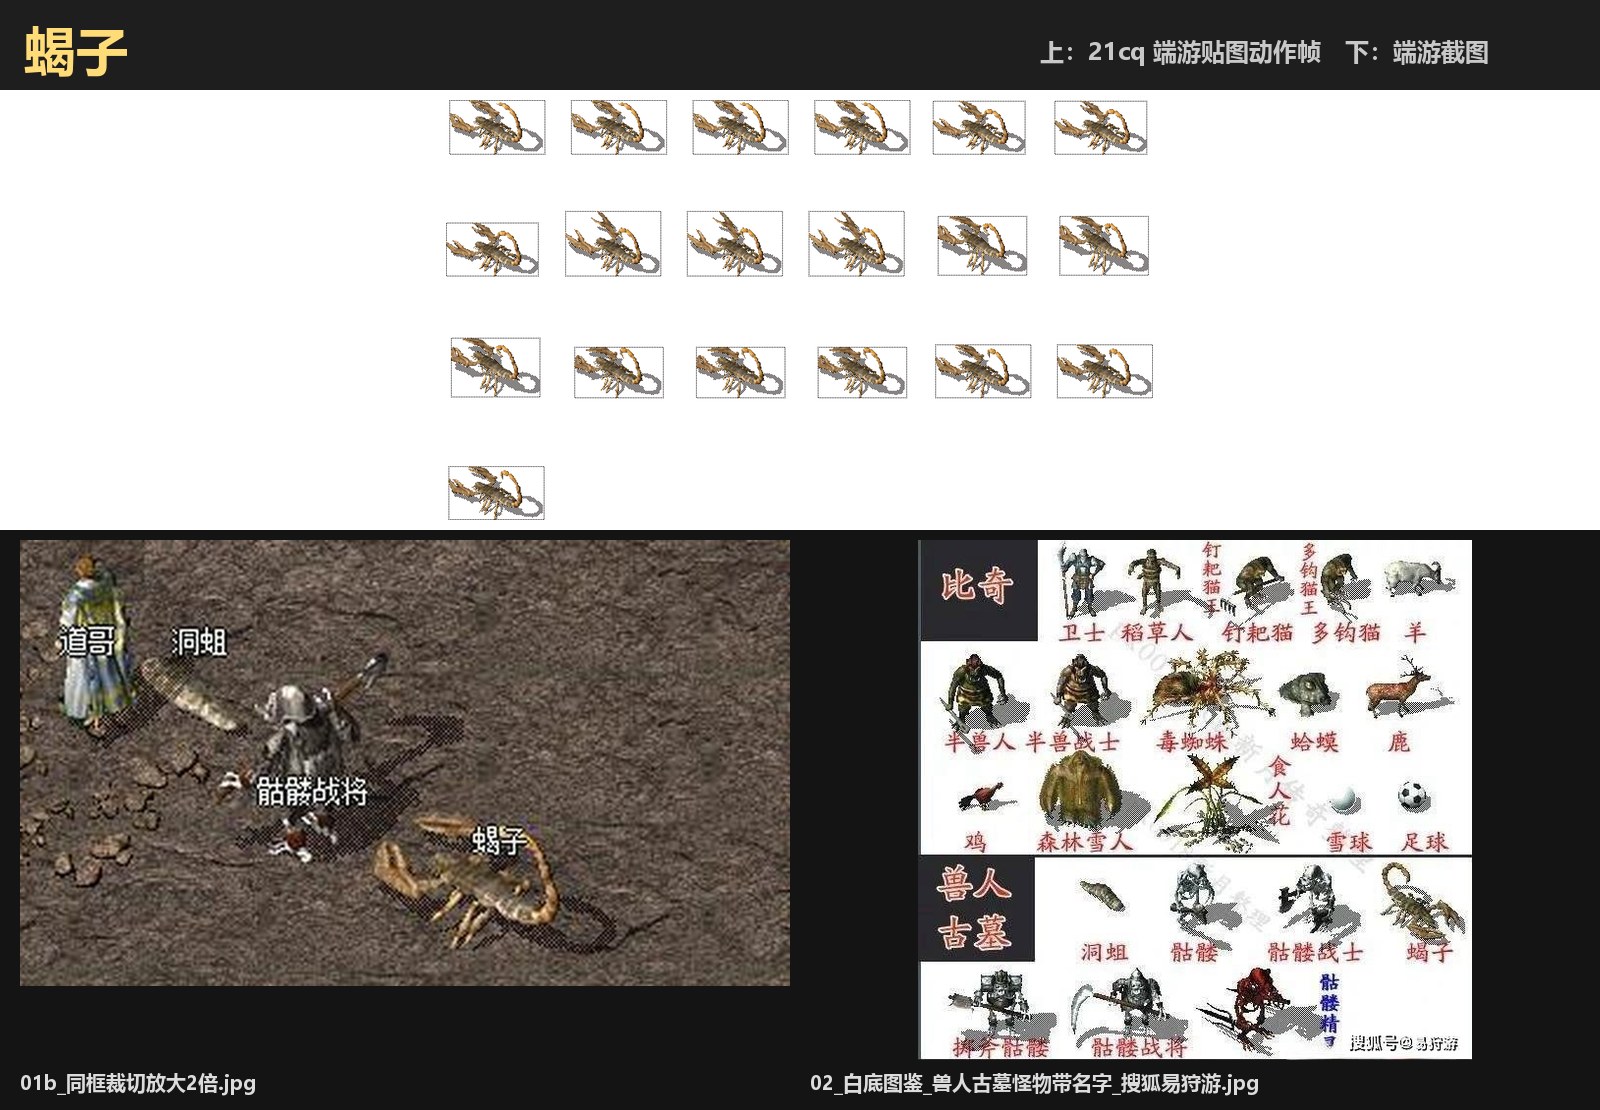 蝎子
上：21cq 端游贴图动作帧　下：端游截图
道哥
洞蛆
骷髅战将
蝎子
比奇
钉耙猫王
多钩猫王
卫士 稻草人 钉耙猫 多钩猫 羊
半兽人 半兽战士 毒蜘蛛 蛤蟆 鹿
食人花
鸡 森林雪人 雪球 足球
兽人
古墓
洞蛆 骷髅 骷髅战士 蝎子
掷斧骷髅 骷髅战将
骷髅精
搜狐号@易狩游
01b_同框裁切放大2倍.jpg
02_白底图鉴_兽人古墓怪物带名字_搜狐易狩游.jpg